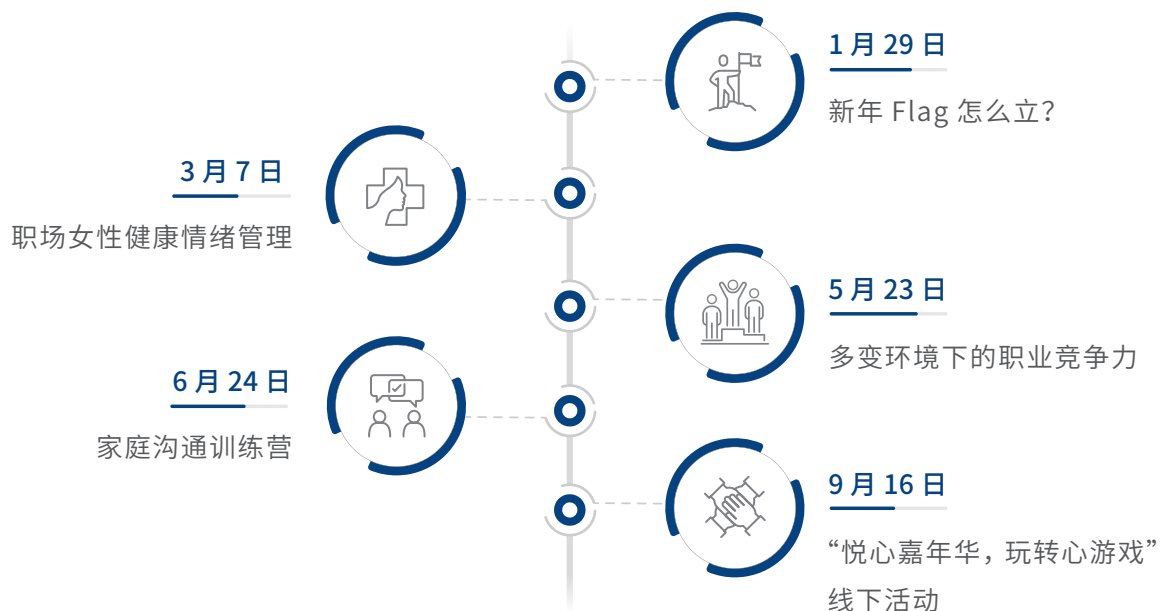 1 月 29 日
新年 Flag 怎么立？
3 月 7 日
职场女性健康情绪管理
5 月 23 日
多变环境下的职业竞争力
6 月 24 日
家庭沟通训练营
9 月 16 日
“悦心嘉年华，玩转心游戏”
线下活动